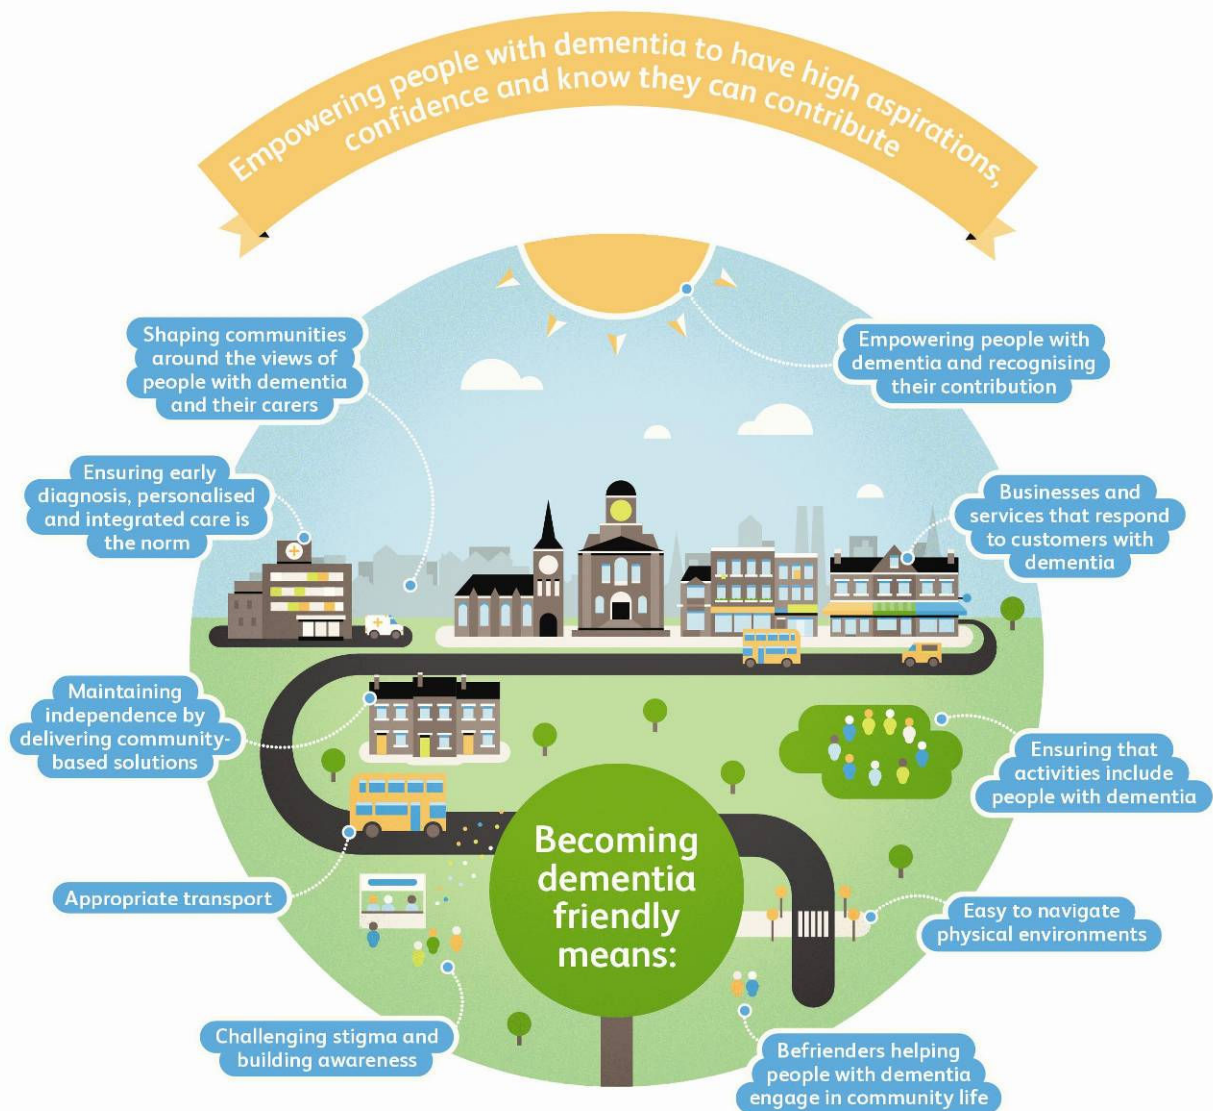 Empowering people with dementia to have high aspirations,
confidence and know they can contribute
Shaping communities
around the views of
people with dementia
and their carers
Empowering people with
dementia and recognising
their contribution
Ensuring early
diagnosis, personalised
and integrated care is
the norm
Businesses and
services that respond
to customers with
dementia
Maintaining
independence by
delivering community-
based solutions
Ensuring that
activities include
people with dementia
Becoming
dementia
friendly
means:
Appropriate transport
Easy to navigate
physical environments
Challenging stigma and
building awareness
Befrienders helping
people with dementia
engage in community life